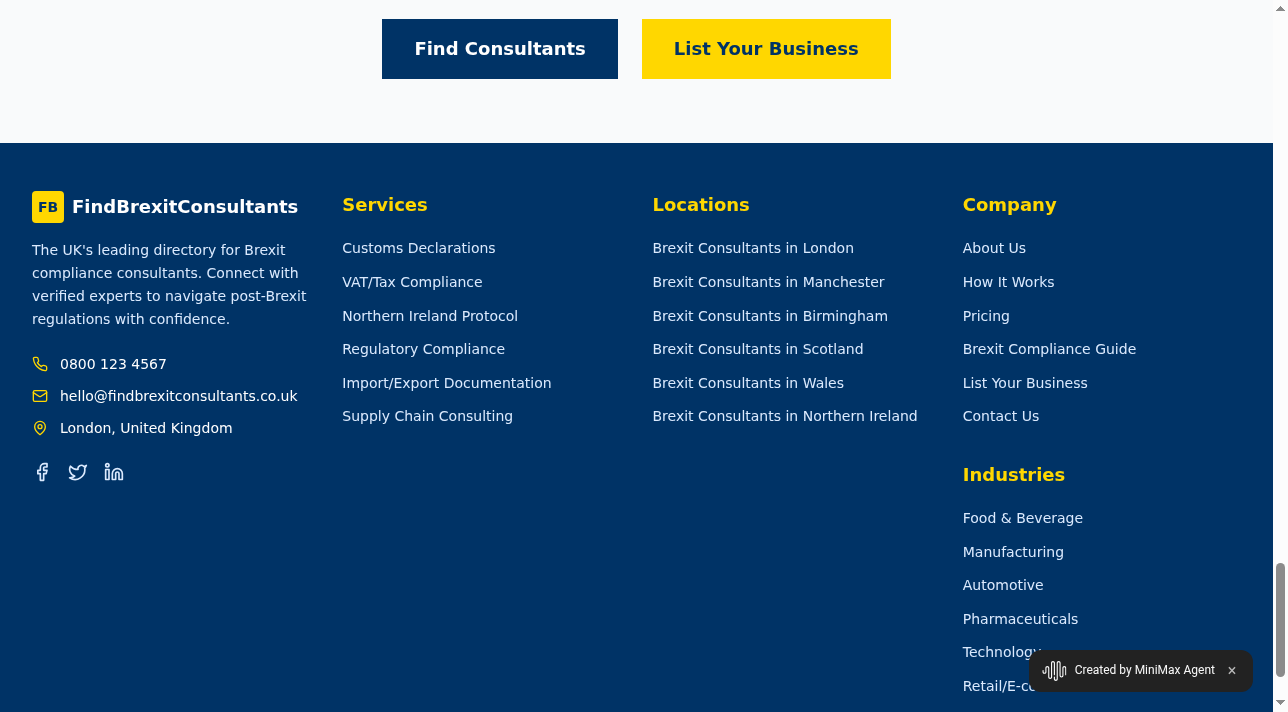 Find Consultants
List Your Business
FB
FindBrexitConsultants
The UK's leading directory for Brexit
compliance consultants. Connect with
verified experts to navigate post-Brexit
regulations with confidence.
0800 123 4567
hello@findbrexitconsultants.co.uk
London, United Kingdom
Services
Customs Declarations
VAT/Tax Compliance
Northern Ireland Protocol
Regulatory Compliance
Import/Export Documentation
Supply Chain Consulting
Locations
Brexit Consultants in London
Brexit Consultants in Manchester
Brexit Consultants in Birmingham
Brexit Consultants in Scotland
Brexit Consultants in Wales
Brexit Consultants in Northern Ireland
Company
About Us
How It Works
Pricing
Brexit Compliance Guide
List Your Business
Contact Us
Industries
Food & Beverage
Manufacturing
Automotive
Pharmaceuticals
Technology
Created by MiniMax Agent